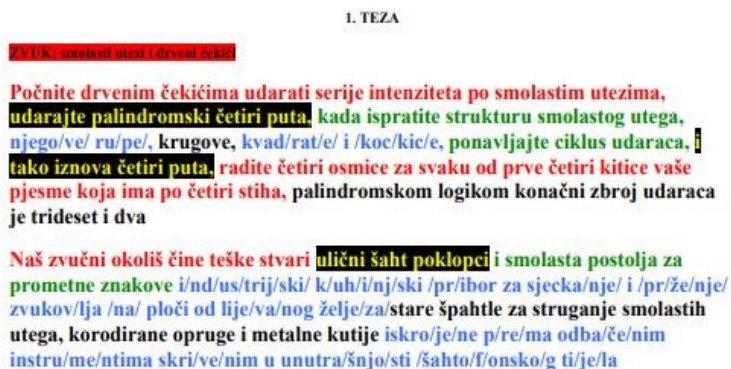 1. TEZA
ZVUK: smolasti utezi i drveni čekići
Počnite drvenim čekićima udarati serije intenziteta po smolastim utezima,
udarajte palindromski četiri puta, kada ispratite strukturu smolastog utega,
njego/ve/ ru/pe/, krugove, kvad/rat/e/ i /koc/kic/e, ponavljajte ciklus udaraca, i
tako iznova četiri puta, radite četiri osmice za svaku od prve četiri kitice vaše
pjesme koja ima po četiri stiha, palindromskom logikom konačni zbroj udaraca
je trideset i dva
Naš zvučni okoliš čine teške stvari ulični šaht poklopci i smolasta postolja za
prometne znakove i/nd/us/trij/ski/ k/uh/i/nj/ski /pr/ibor za sjecka/nje/ i /pr/že/nje/
zvukov/lja /na/ ploči od lije/va/nog želje/za/stare špahtle za struganje smolastih
utega, korodirane opruge i metalne kutije iskro/je/ne p/re/ma odba/če/nim
instru/me/ntima skri/ve/nim u unutra/šnjo/sti /šahto/f/onsko/g ti/je/la